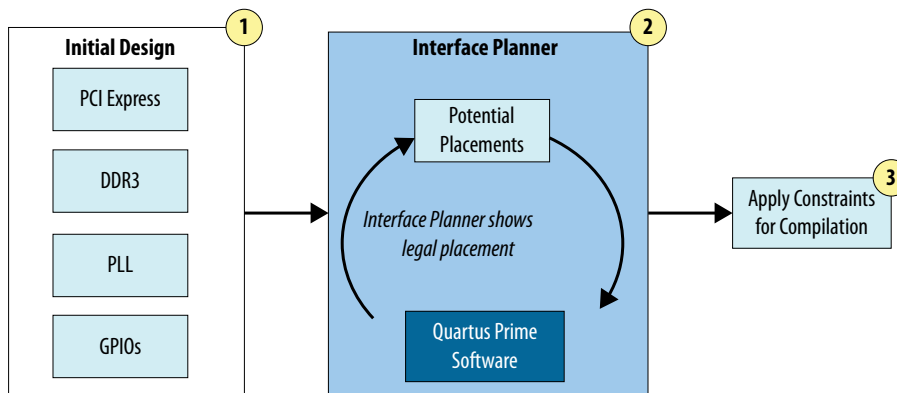 1
Initial Design
PCI Express
DDR3
PLL
GPIOs
2
Interface Planner
Potential
Placements
Interface Planner shows
legal placement
Quartus Prime
Software
3
Apply Constraints
for Compilation